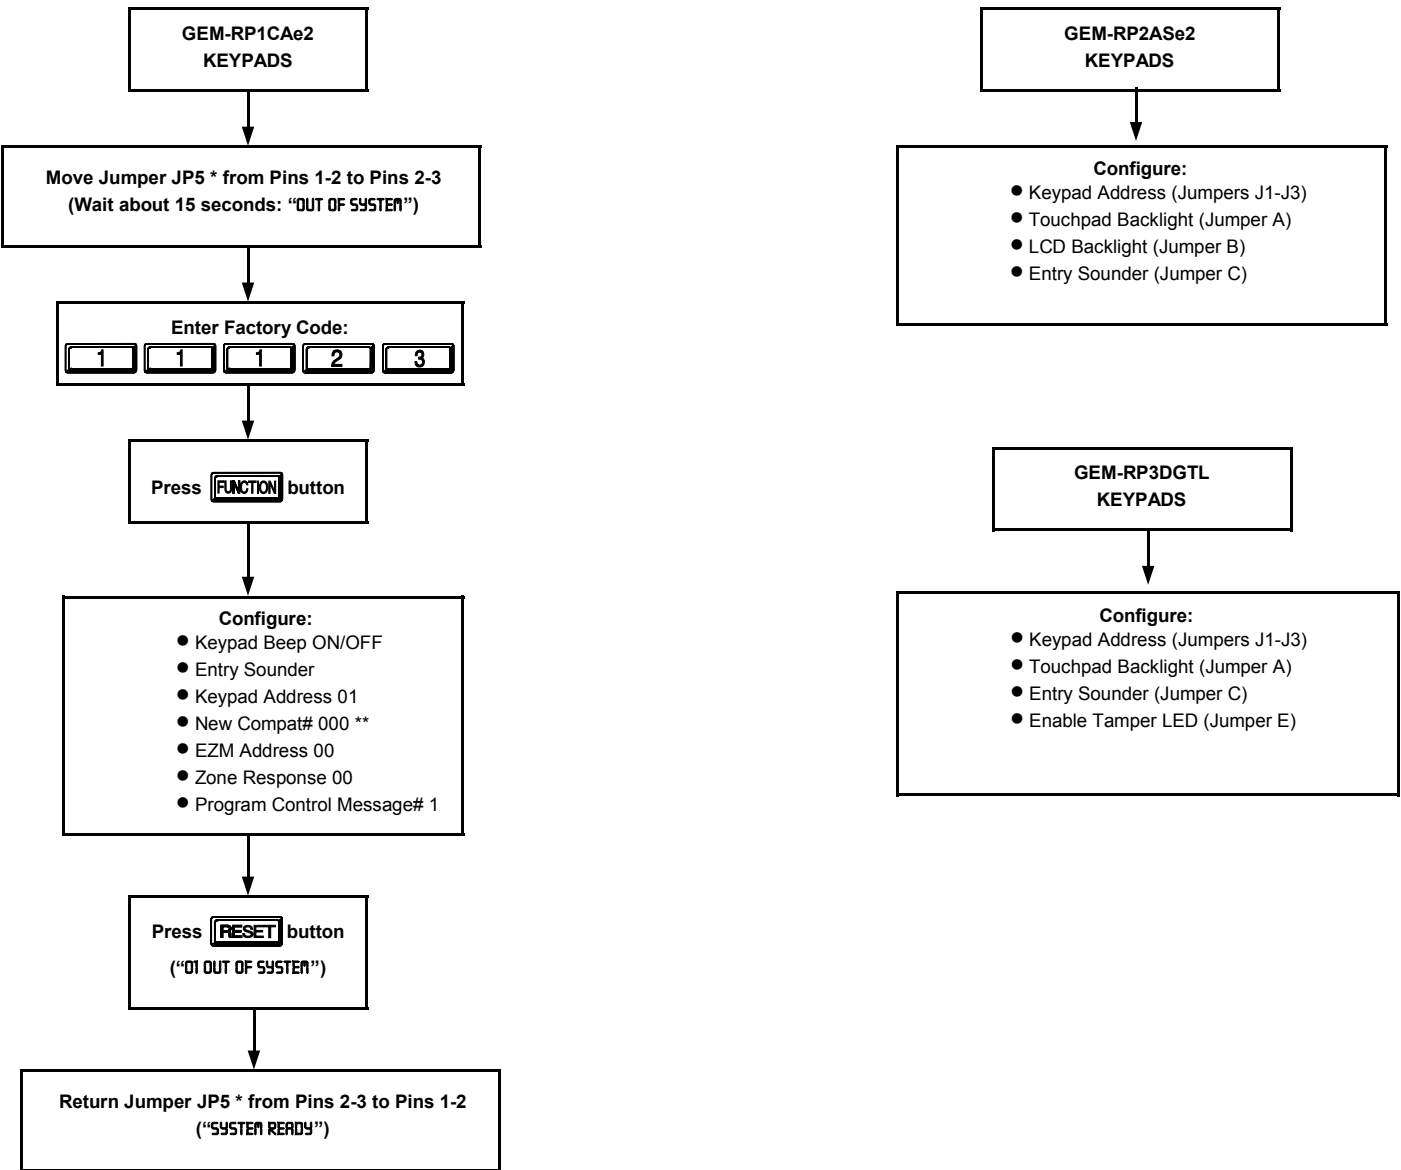 GEM-RP1CAe2
KEYPADS
Move Jumper JP5 * from Pins 1-2 to Pins 2-3
(Wait about 15 seconds: “OUT OF SYSTEM”)
Enter Factory Code:
1 1 1 2 3
Press FUNCTION button
Configure:
● Keypad Beep ON/OFF
● Entry Sounder
● Keypad Address 01
● New Compat# 000 **
● EZM Address 00
● Zone Response 00
● Program Control Message# 1
Press RESET button
(“01 OUT OF SYSTEM”)
Return Jumper JP5 * from Pins 2-3 to Pins 1-2
(“SYSTEM READY”)
GEM-RP2ASe2
KEYPADS
Configure:
● Keypad Address (Jumpers J1-J3)
● Touchpad Backlight (Jumper A)
● LCD Backlight (Jumper B)
● Entry Sounder (Jumper C)
GEM-RP3DGTL
KEYPADS
Configure:
● Keypad Address (Jumpers J1-J3)
● Touchpad Backlight (Jumper A)
● Entry Sounder (Jumper C)
● Enable Tamper LED (Jumper E)